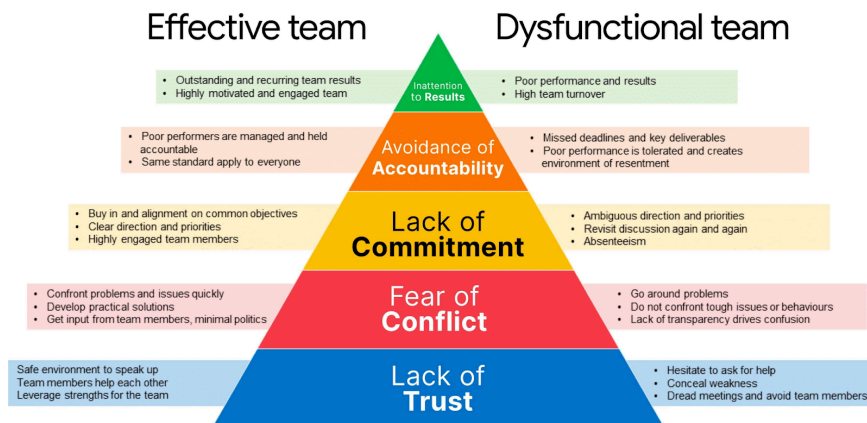 Effective team
Dysfunctional team
• Outstanding and recurring team results
• Highly motivated and engaged team
Inattention
to Results
• Poor performance and results
• High team turnover
• Poor performers are managed and held
accountable
• Same standard apply to everyone
Avoidance of
Accountability
• Missed deadlines and key deliverables
• Poor performance is tolerated and creates
environment of resentment
• Buy in and alignment on common objectives
• Clear direction and priorities
• Highly engaged team members
Lack of
Commitment
• Ambiguous direction and priorities
• Revisit discussion again and again
• Absenteeism
• Confront problems and issues quickly
• Develop practical solutions
• Get input from team members, minimal politics
Fear of
Conflict
• Go around problems
• Do not confront tough issues or behaviours
• Lack of transparency drives confusion
Safe environment to speak up
Team members help each other
Leverage strengths for the team
Lack of
Trust
• Hesitate to ask for help
• Conceal weakness
• Dread meetings and avoid team members